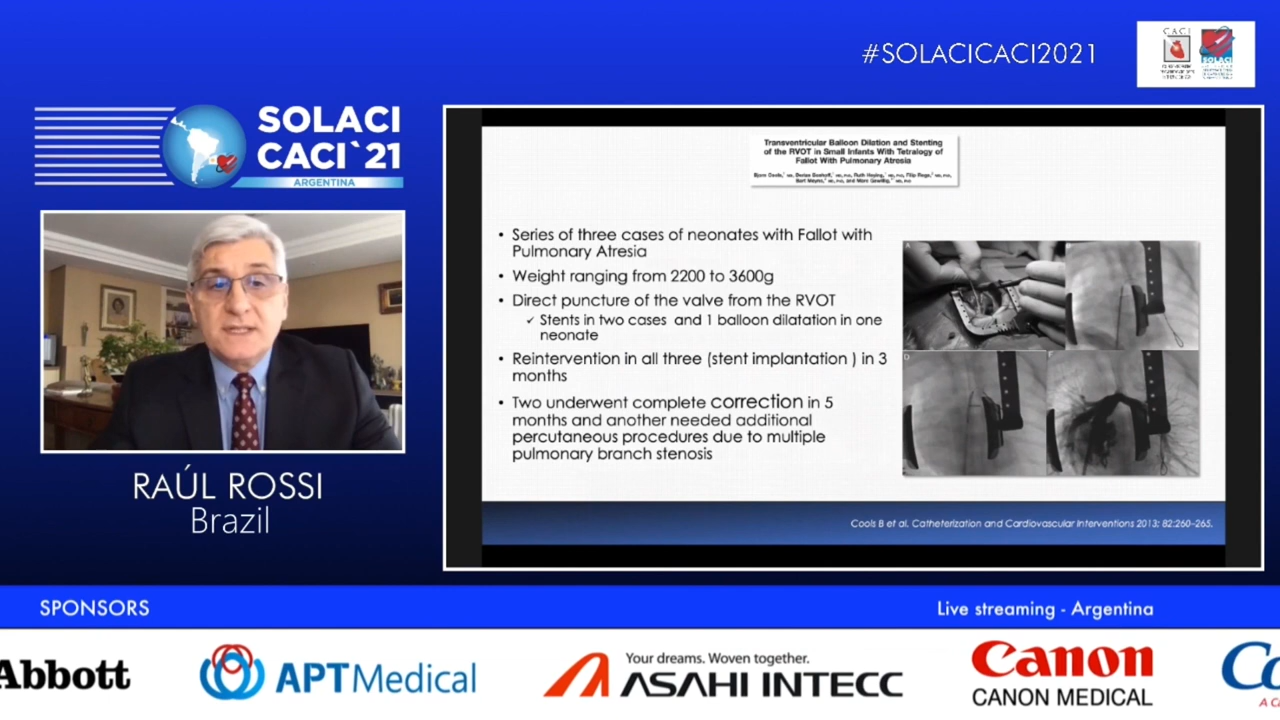 #SOLACICACI2021
CACI
SOLACI
SOLACI
CACI`21
ARGENTINA
RAÚL ROSSI
Brazil
Transventricular Balloon Dilation and Stenting
of the RVOT in Small Infants With Tetralogy of
Fallot With Pulmonary Atresia
• Series of three cases of neonates with Fallot with
Pulmonary Atresia
• Weight ranging from 2200 to 3600g
• Direct puncture of the valve from the RVOT
✓ Stents in two cases and 1 balloon dilatation in one
neonate
• Reintervention in all three (stent implantation ) in 3
months
• Two underwent complete correction in 5
months and another needed additional
percutaneous procedures due to multiple
pulmonary branch stenosis
Cools B et al. Catheterization and Cardiovascular Interventions 2013; 82:260–265.
SPONSORS
Live streaming - Argentina
Abbott
APTMedical
Your dreams. Woven together.
ASAHI INTECC
Canon
CANON MEDICAL